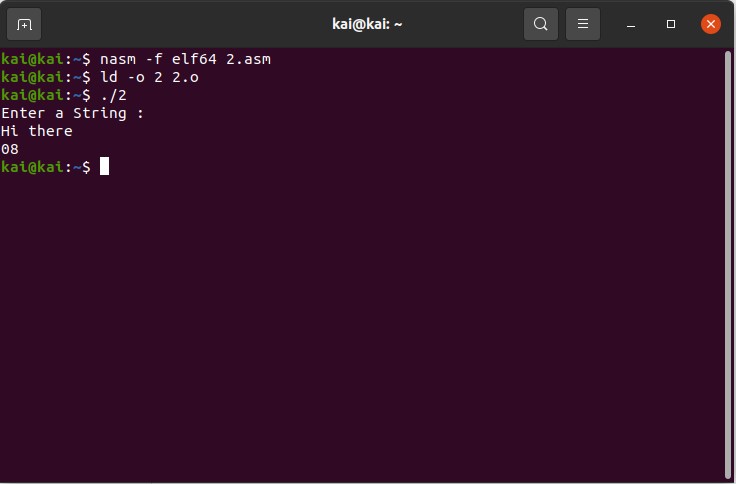 kai@kai: ~
kai@kai:~$ nasm -f elf64 2.asm
kai@kai:~$ ld -o 2 2.o
kai@kai:~$ ./2
Enter a String :
Hi there
08
kai@kai:~$